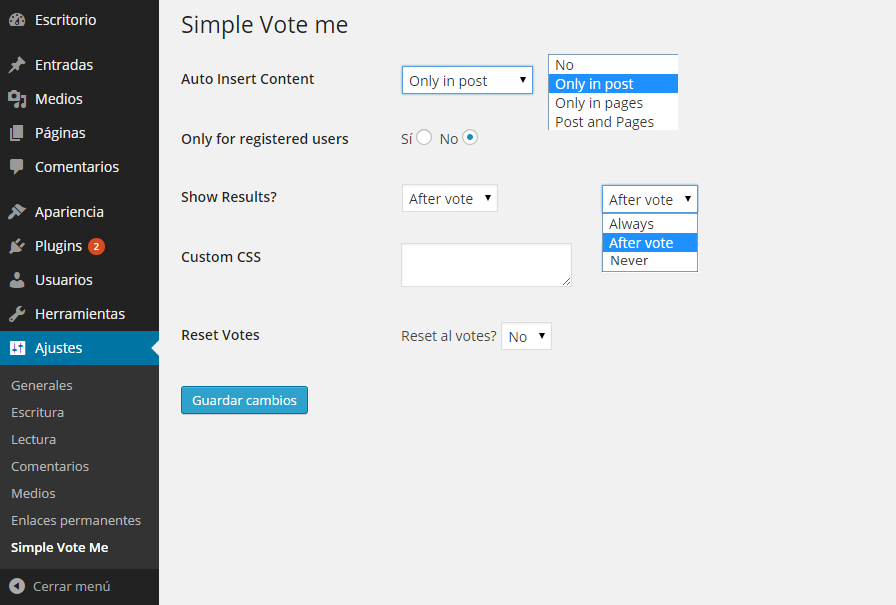 Escritorio
Entradas
Medios
Páginas
Comentarios
Apariencia
Plugins 2
Usuarios
Herramientas
Ajustes
Generales
Escritura
Lectura
Comentarios
Medios
Enlaces permanentes
Simple Vote Me
Cerrar menú
Simple Vote me
Auto Insert Content
Only in post
No
Only in post
Only in pages
Post and Pages
Only for registered users
Sí No
Show Results?
After vote
After vote
Always
After vote
Never
Custom CSS
Reset Votes
Reset al votes? No
Guardar cambios